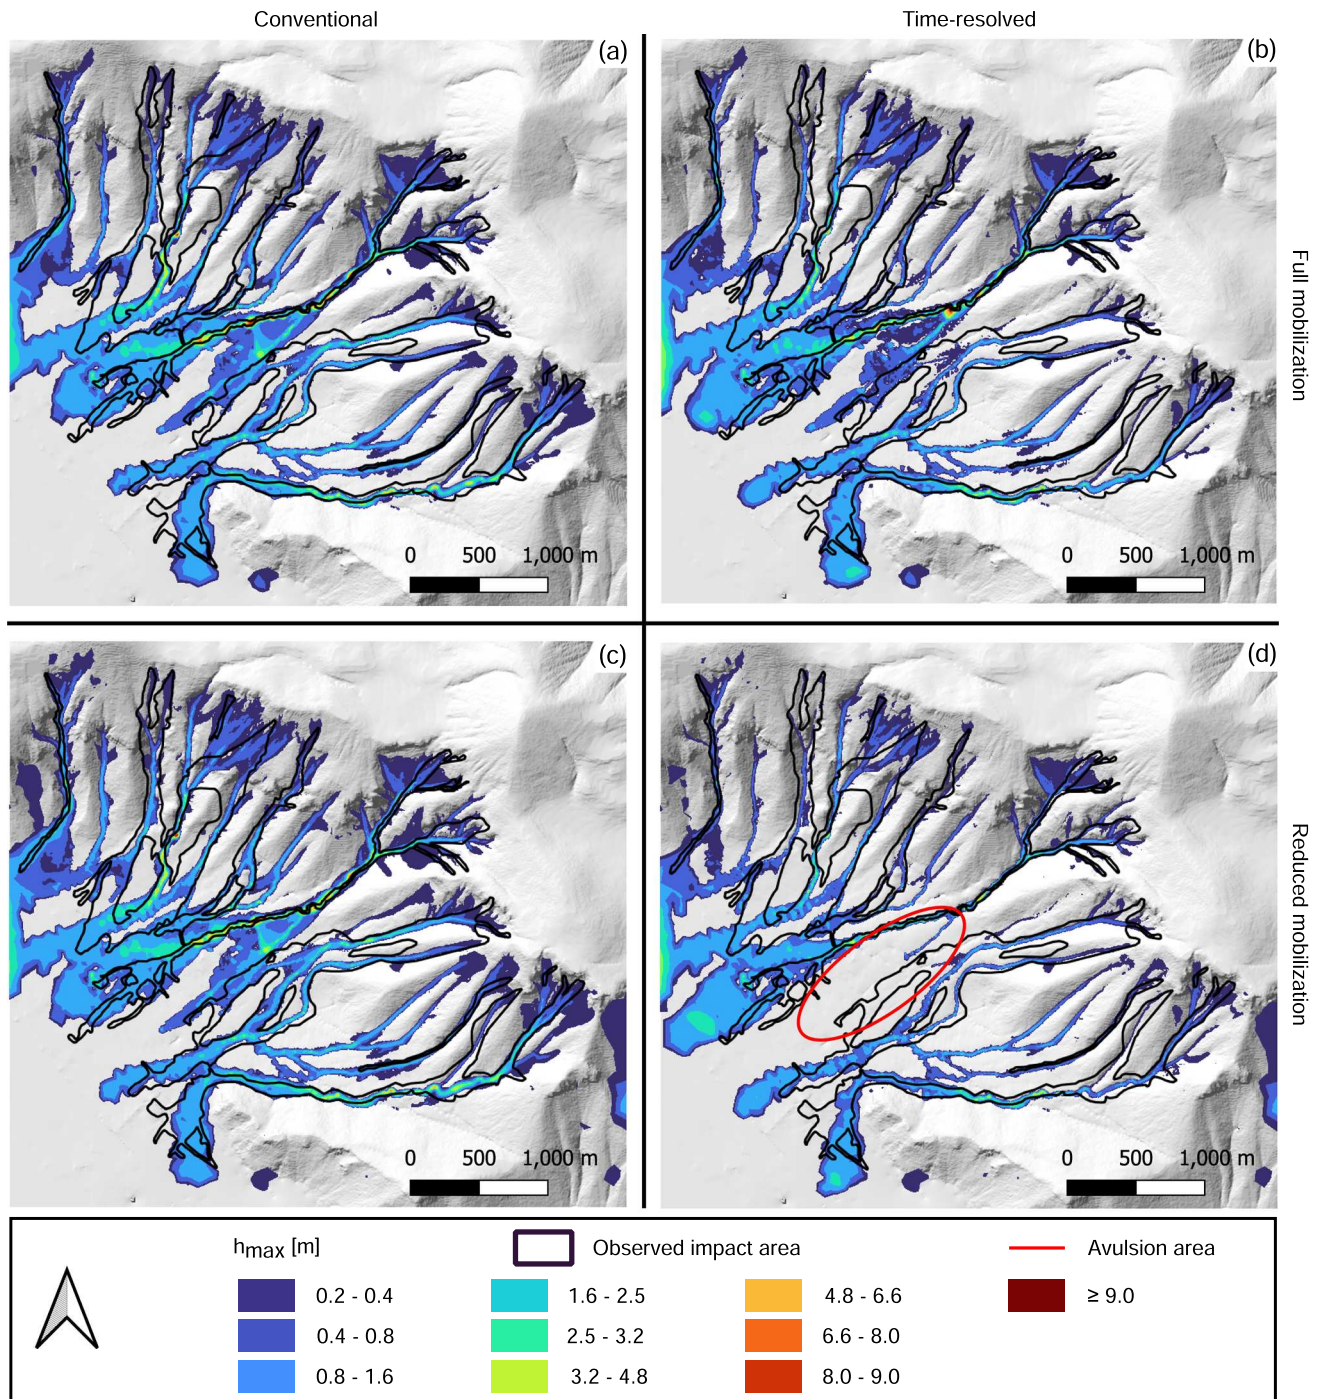 Conventional
Time-resolved
(a)
(b)
Full mobilization
0 500 1,000 m
0 500 1,000 m
(c)
(d)
Reduced mobilization
0 500 1,000 m
0 500 1,000 m
hmax [m]
Observed impact area
Avulsion area
0.2 - 0.4
1.6 - 2.5
4.8 - 6.6
≥ 9.0
0.4 - 0.8
2.5 - 3.2
6.6 - 8.0
0.8 - 1.6
3.2 - 4.8
8.0 - 9.0